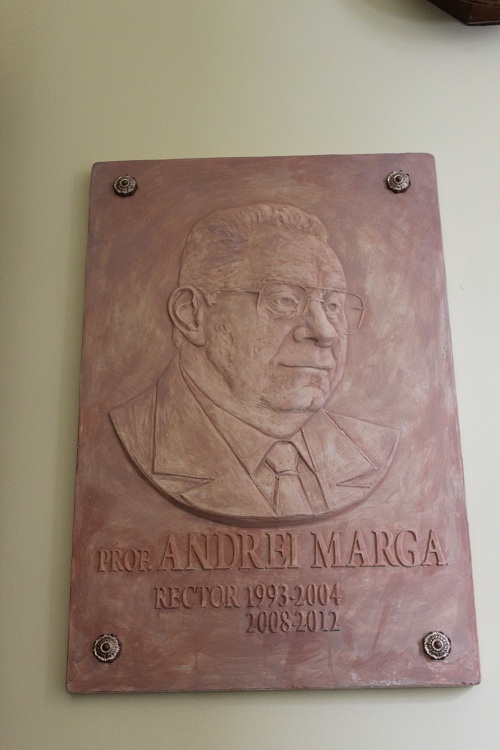 PROF. ANDREI MARGA
RECTOR 1993-2004
2008-2012